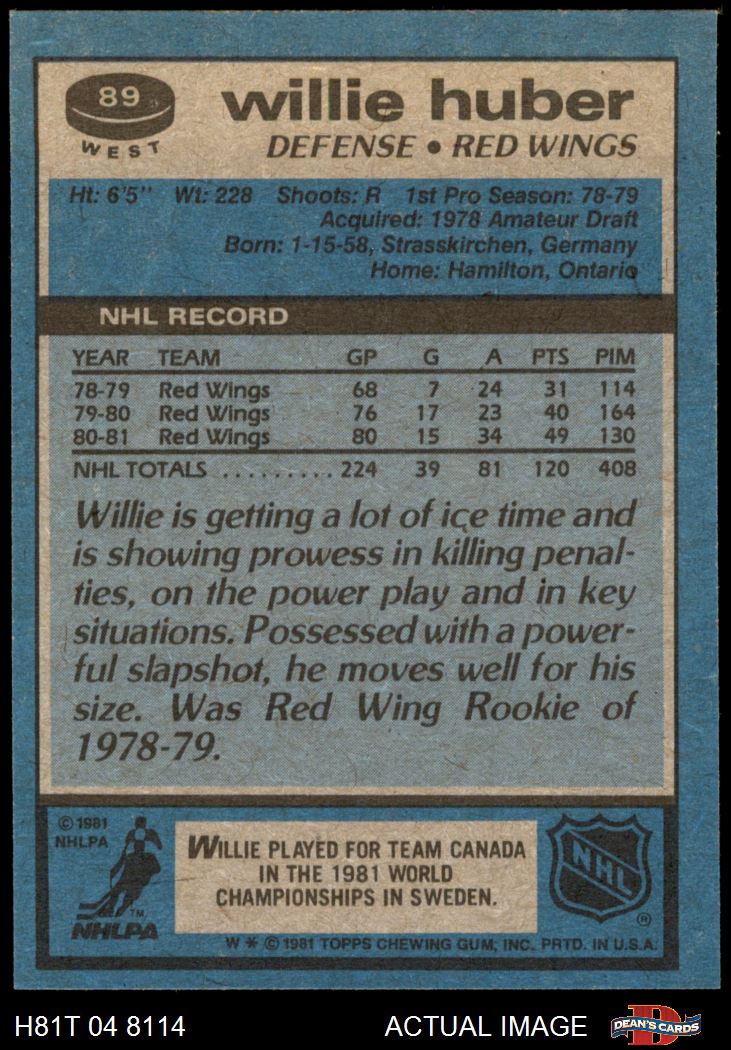 89
WEST
willie huber
DEFENSE • RED WINGS
Ht: 6'5" Wt: 228 Shoots: R 1st Pro Season: 78-79
Acquired: 1978 Amateur Draft
Born: 1-15-58, Strasskirchen, Germany
Home: Hamilton, Ontario
NHL RECORD
YEAR TEAM GP G A PTS PIM
78-79 Red Wings 68 7 24 31 114
79-80 Red Wings 76 17 23 40 164
80-81 Red Wings 80 15 34 49 130
NHL TOTALS .......... 224 39 81 120 408
Willie is getting a lot of ice time and
is showing prowess in killing penal-
ties, on the power play and in key
situations. Possessed with a power-
ful slapshot, he moves well for his
size. Was Red Wing Rookie of
1978-79.
© 1981
NHLPA
TM
NHLPA
WILLIE PLAYED FOR TEAM CANADA
IN THE 1981 WORLD
CHAMPIONSHIPS IN SWEDEN.
NHL
®
W * © 1981 TOPPS CHEWING GUM, INC. PRTD. IN U.S.A.
H81T 04 8114
ACTUAL IMAGE
D
DEAN'S CARDS